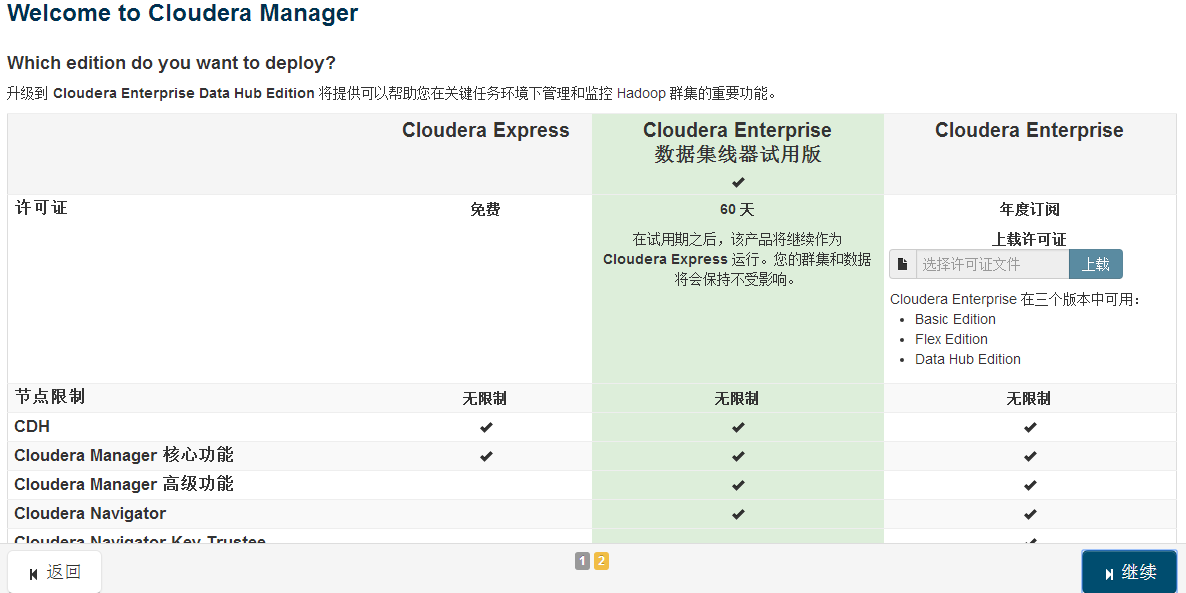 Welcome to Cloudera Manager
Which edition do you want to deploy?
升级到 Cloudera Enterprise Data Hub Edition 将提供可以帮助您在关键任务环境下管理和监控 Hadoop 群集的重要功能。
Cloudera Express
Cloudera Enterprise
数据集线器试用版
Cloudera Enterprise
许可证
免费
60 天
在试用期之后，该产品将继续作为
Cloudera Express 运行。您的群集和数据
将会保持不受影响。
年度订阅
上载许可证
选择许可证文件
上载
Cloudera Enterprise 在三个版本中可用：
Basic Edition
Flex Edition
Data Hub Edition
节点限制 无限制 无限制 无限制
CDH
Cloudera Manager 核心功能
Cloudera Manager 高级功能
Cloudera Navigator
Cloudera Navigator Key Trustee
返回
1 2
继续